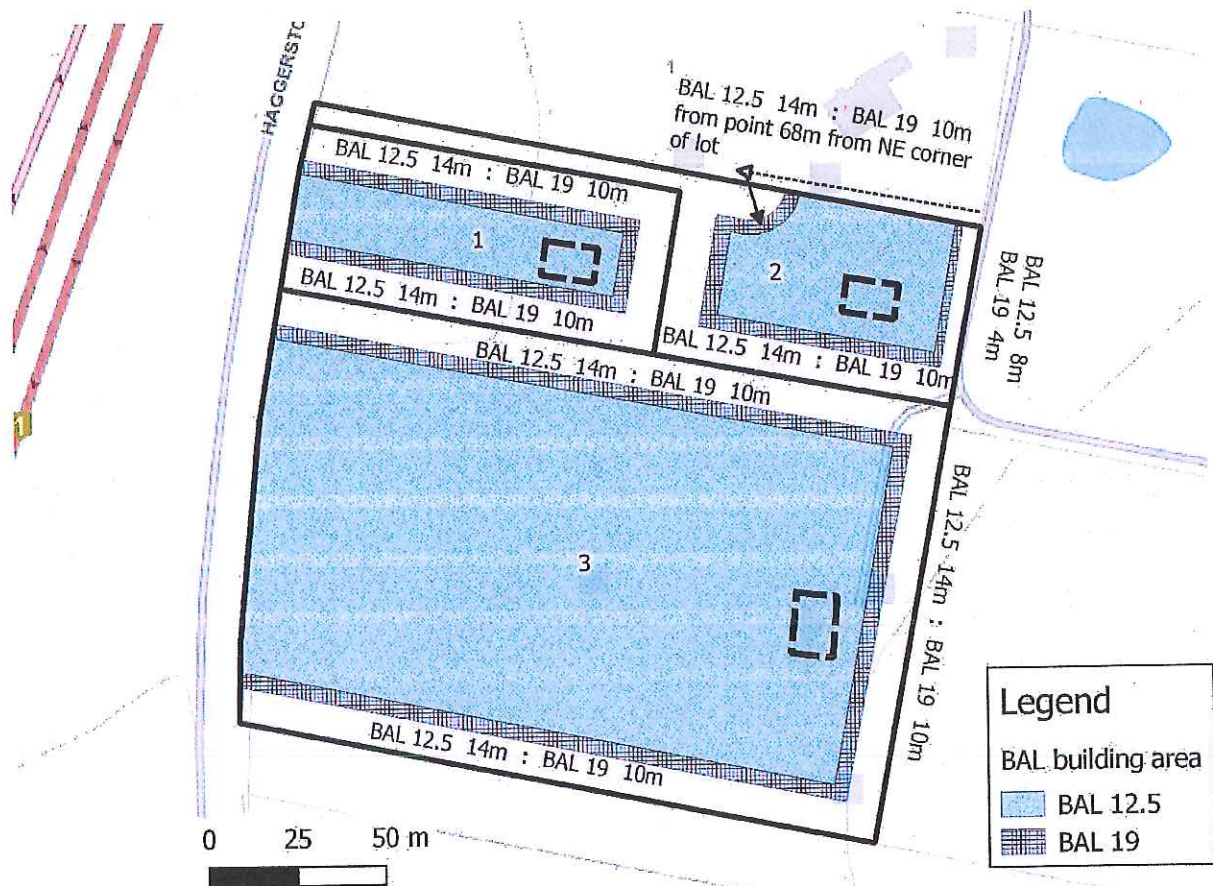 HAGGERSTO
1
BAL 12.5 14m : BAL 19 10m
from point 68m from NE corner
of lot
BAL 12.5 14m : BAL 19 10m
1
2
BAL 12.5 8m
BAL 19 4m
BAL 12.5 14m : BAL 19 10m
BAL 12.5 14m : BAL 19 10m
BAL 12.5 14m : BAL 19 10m
3
BAL 12.5 14m : BAL 19 10m
BAL 12.5 14m : BAL 19 10m
Legend
BAL building area
BAL 12.5
BAL 19
0 25 50 m